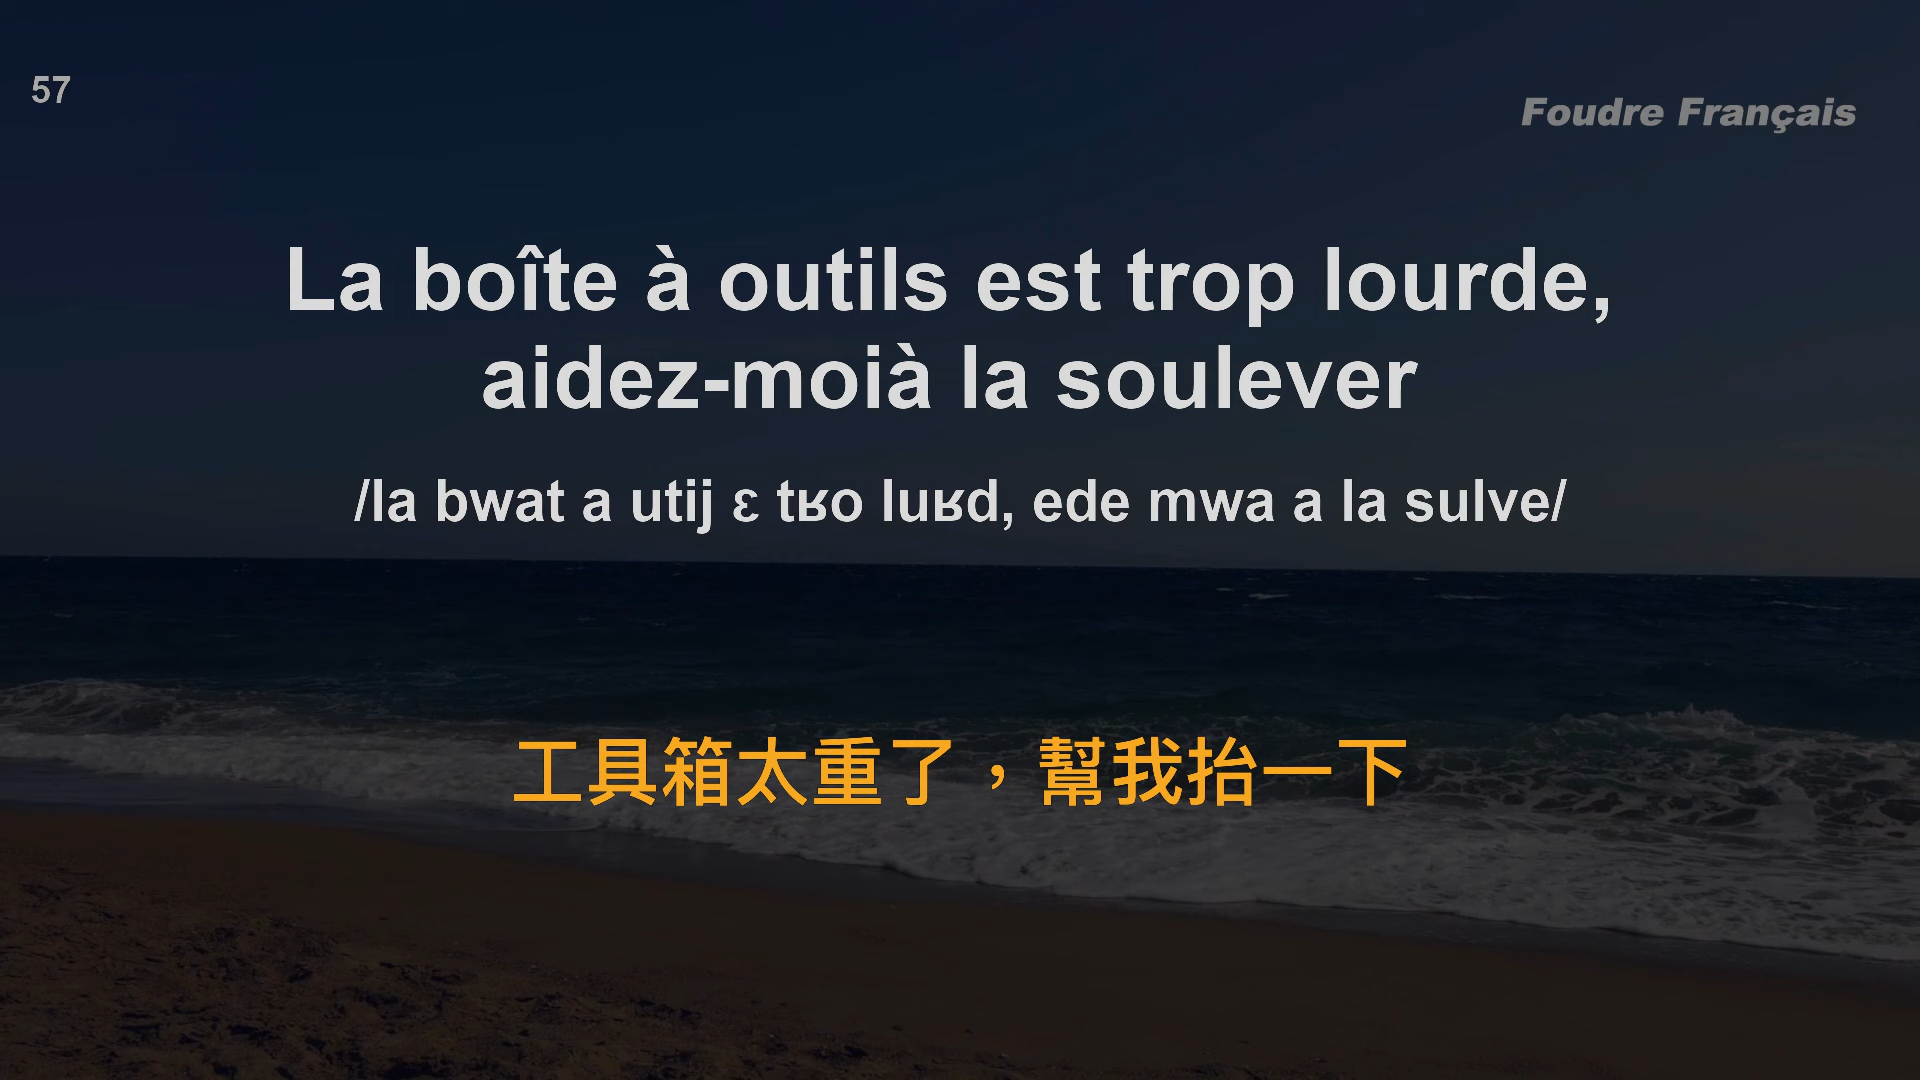 57
Foudre Français
La boîte à outils est trop lourde,
aidez-moià la soulever
/la bwat a utij ɛ tʁo luʁd, ede mwa a la sulve/
工具箱太重了，幫我抬一下